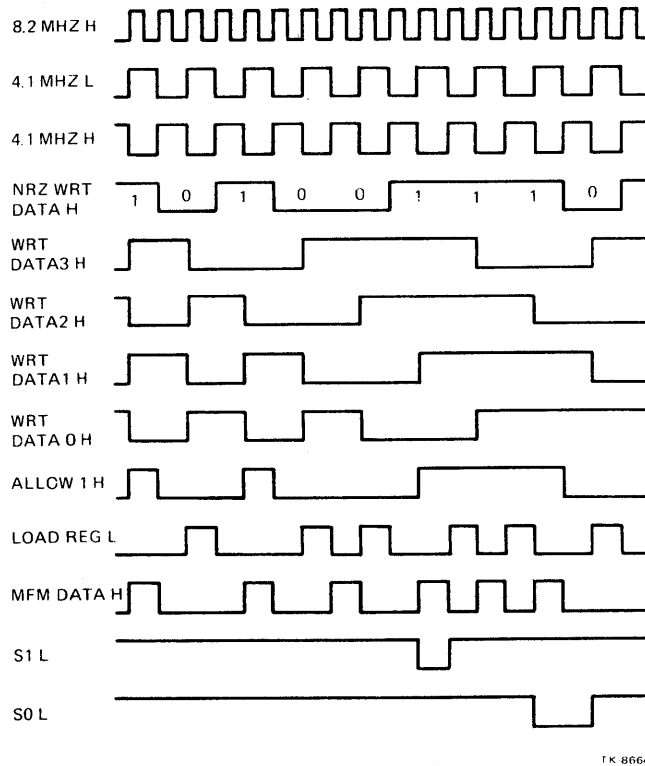 8.2 MHZ H
4.1 MHZ L
4.1 MHZ H
NRZ WRT
DATA H
1 0 1 0 0 1 1 1 0
WRT
DATA3 H
WRT
DATA2 H
WRT
DATA1 H
WRT
DATA 0 H
ALLOW 1 H
LOAD REG L
MFM DATA H
S1 L
S0 L
TK-8664